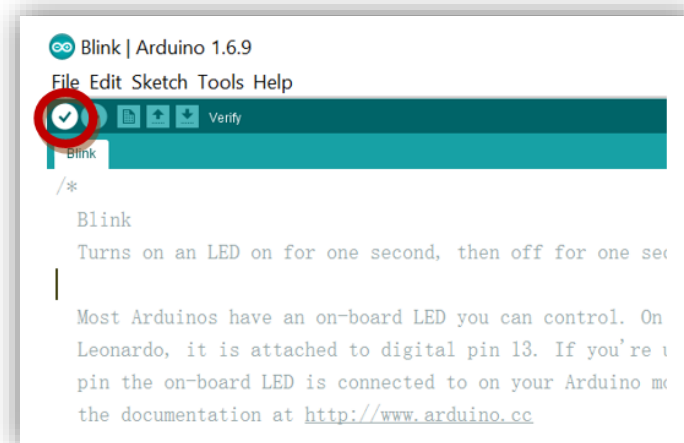 Blink | Arduino 1.6.9
File Edit Sketch Tools Help
Verify
Blink
/*
Blink
Turns on an LED on for one second, then off for one sec
Most Arduinos have an on-board LED you can control. On
Leonardo, it is attached to digital pin 13. If you're
pin the on-board LED is connected to on your Arduino mo
the documentation at http://www.arduino.cc